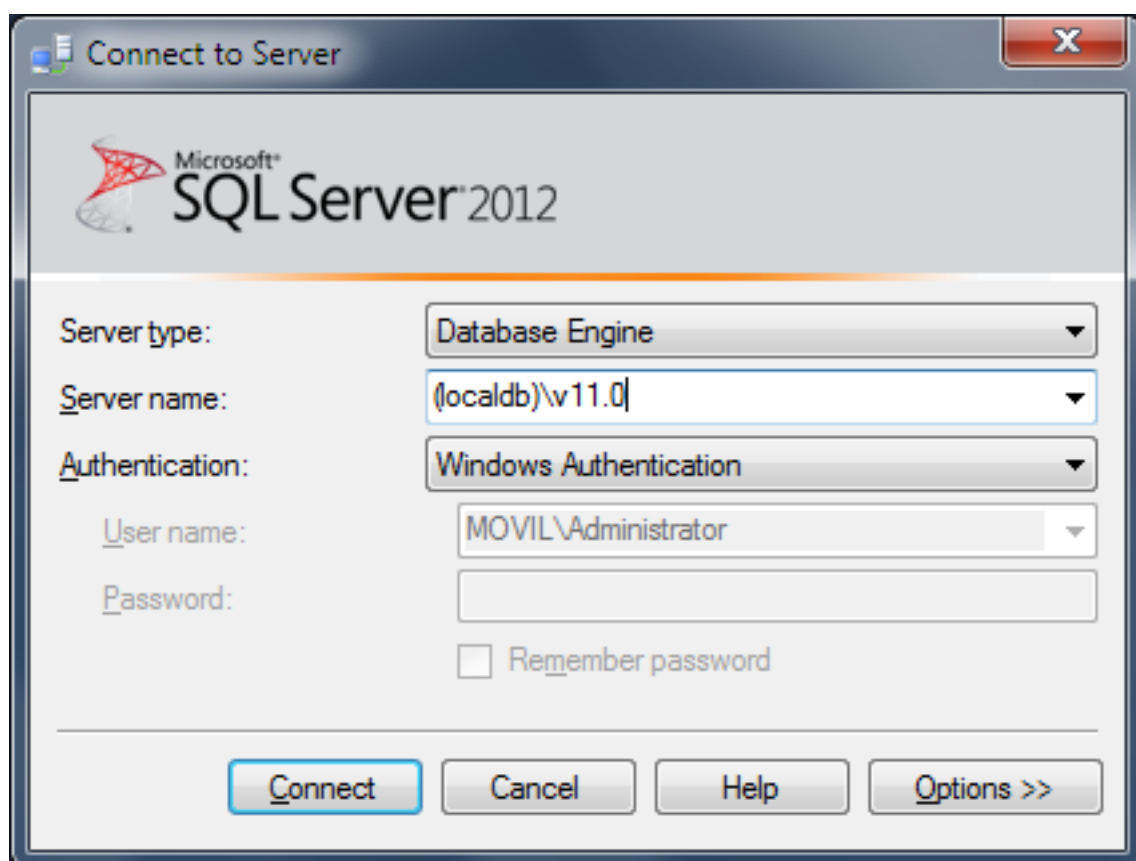 Connect to Server
Microsoft®
SQL Server® 2012
Server type: Database Engine
Server name: (localdb)\v11.0
Authentication: Windows Authentication
User name: MOVIL\Administrator
Password:
Remember password
Connect Cancel Help Options >>